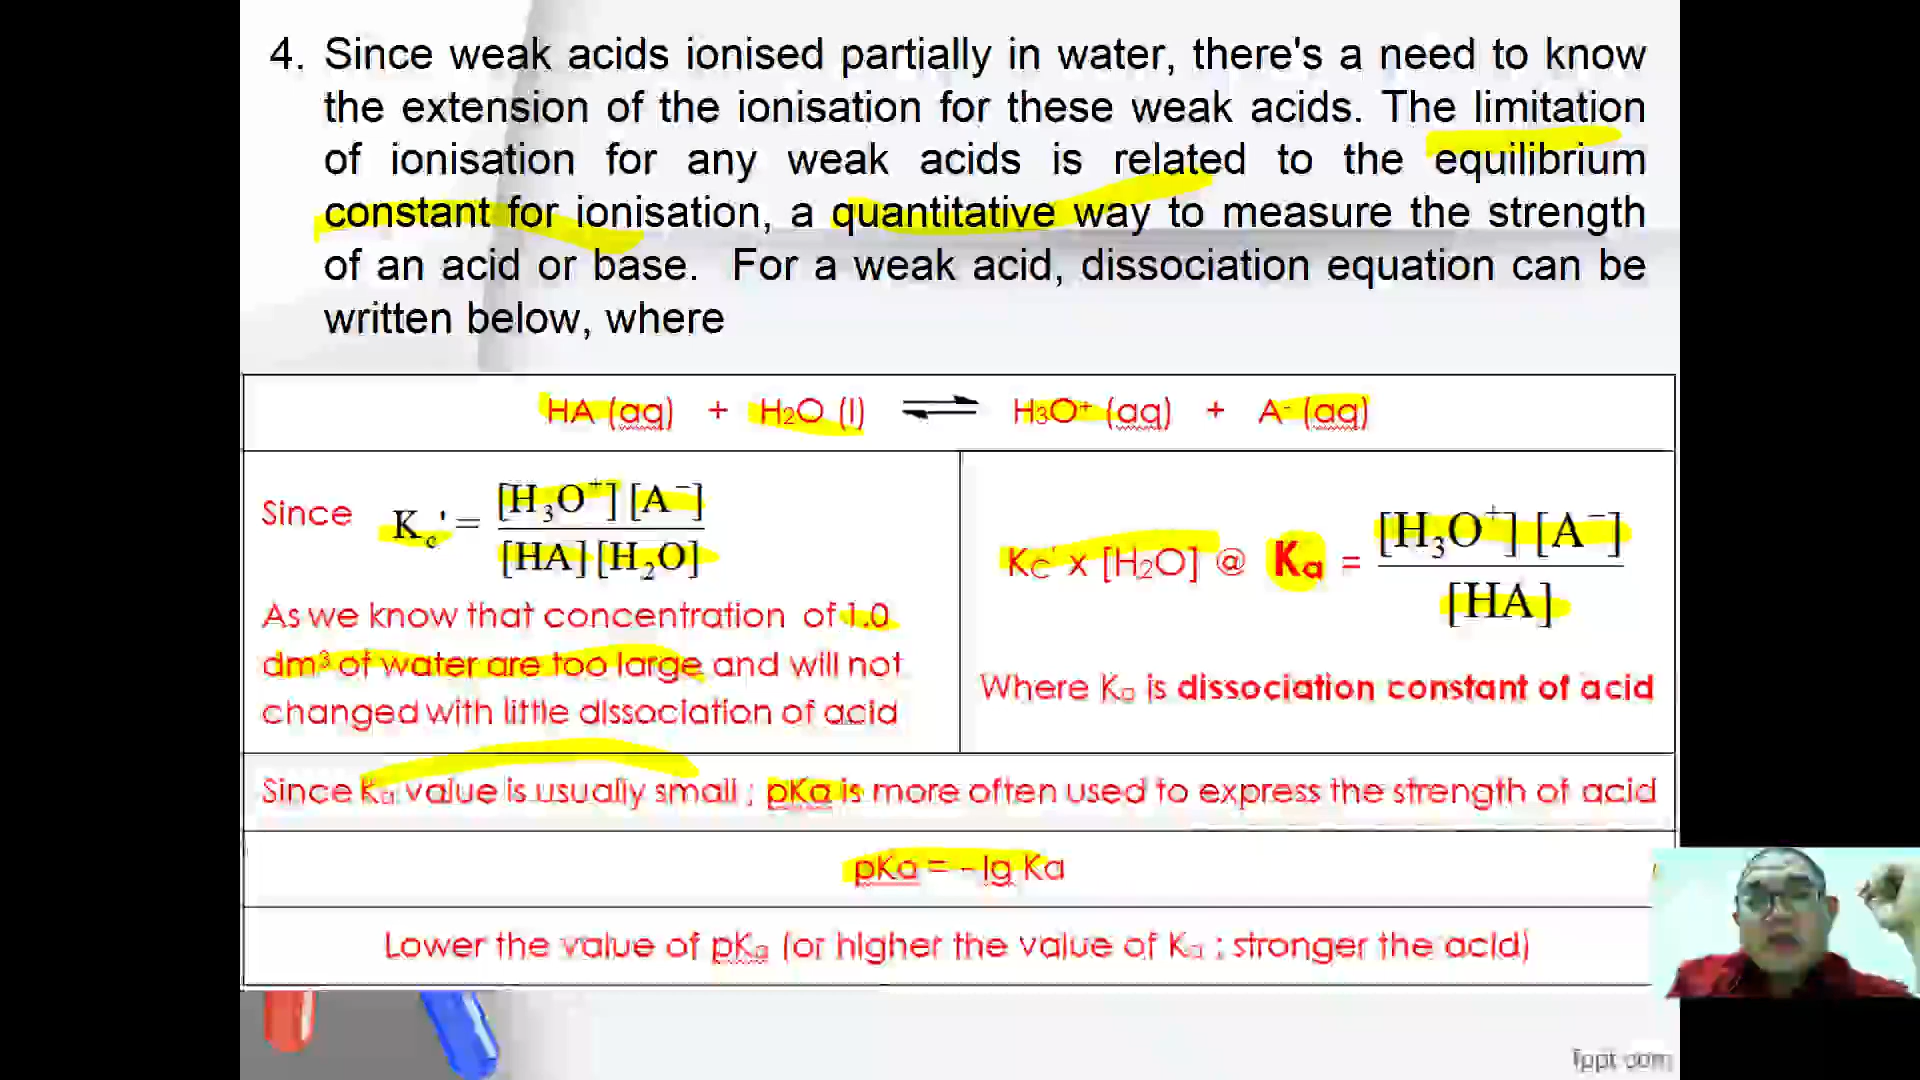 4. Since weak acids ionised partially in water, there's a need to know
the extension of the ionisation for these weak acids. The limitation
of ionisation for any weak acids is related to the equilibrium
constant for ionisation, a quantitative way to measure the strength
of an acid or base. For a weak acid, dissociation equation can be
written below, where
HA (aq) + H₂O (l) ⇌ H₃O⁺ (aq) + A⁻ (aq)
Since K_c' = [H₃O⁺] [A⁻] / [HA] [H₂O]
As we know that concentration of 1.0
dm³ of water are too large and will not
changed with little dissociation of acid
Kc' x [H₂O] @ Ka = [H₃O⁺] [A⁻] / [HA]
Where Ka is dissociation constant of acid
Since Ka value is usually small ; pKa is more often used to express the strength of acid
pKa = - lg Ka
Lower the value of pKa (or higher the value of Ka ; stronger the acid)
fppt.com